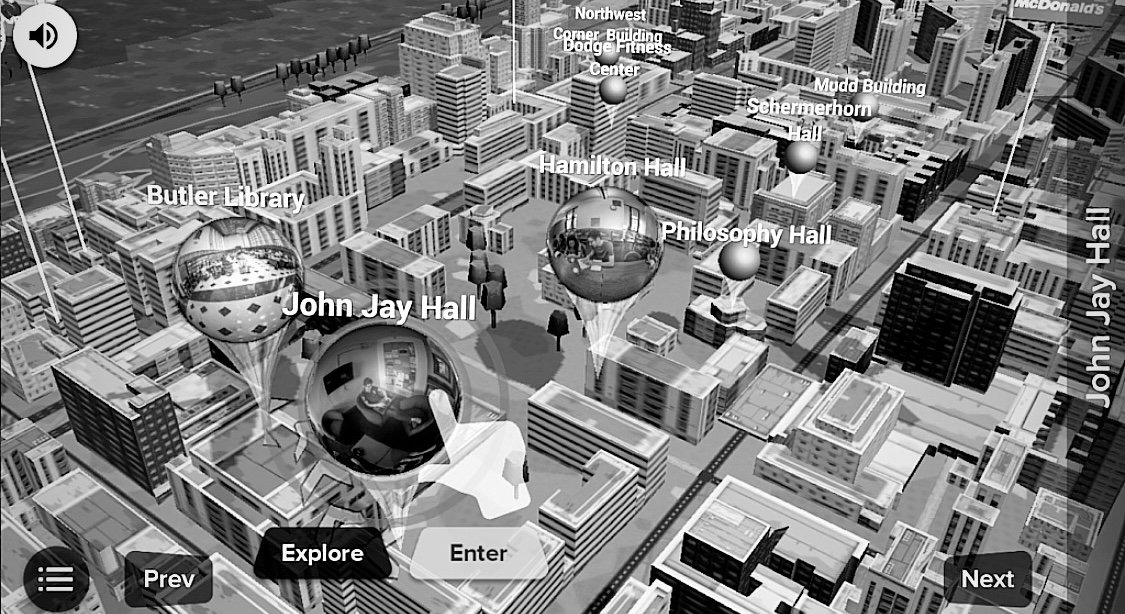 McDonald's
Northwest
Corner Building
Dodge Fitness
Center
Mudd Building
Schermerhorn
Hall
Hamilton Hall
Butler Library
Philosophy Hall
John Jay Hall
John Jay Hall
Explore
Enter
Prev
Next